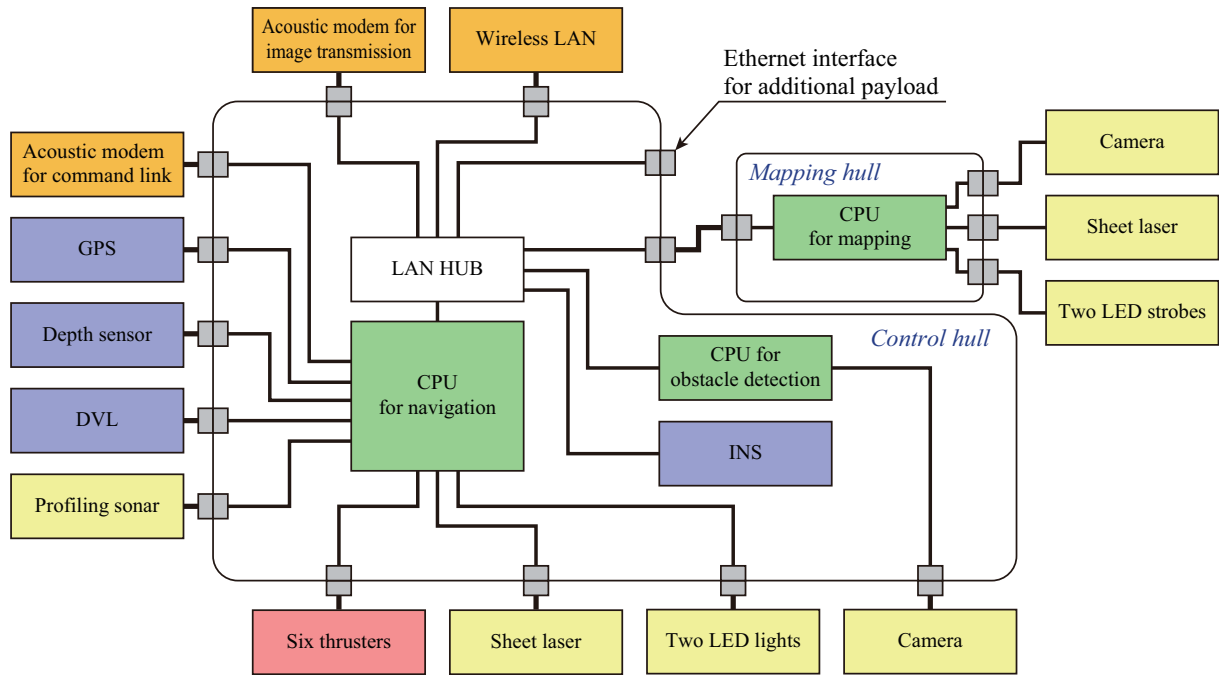 Acoustic modem for
image transmission
Wireless LAN
Ethernet interface
for additional payload
Acoustic modem
for command link
GPS
Depth sensor
DVL
Profiling sonar
LAN HUB
CPU
for navigation
Mapping hull
CPU
for mapping
Camera
Sheet laser
Two LED strobes
Control hull
CPU for
obstacle detection
INS
Six thrusters
Sheet laser
Two LED lights
Camera